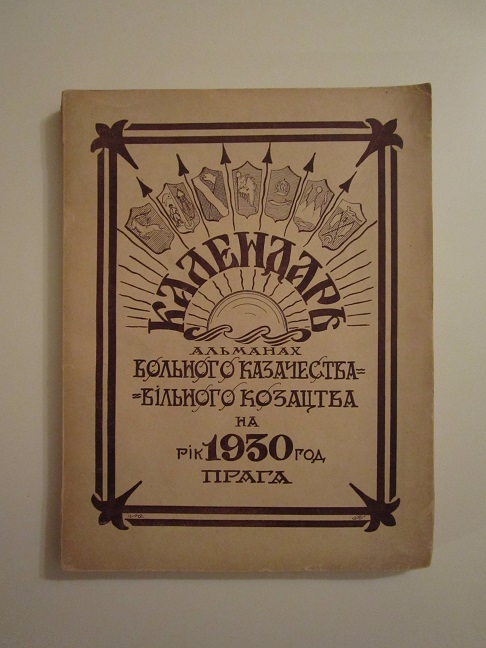 КАЛЕНДАРЬ
АЛЬМАНАХ
ВОЛЬНОГО КАЗАЧЕСТВА=
=ВІЛЬНОГО КОЗАЦТВА
НА
РІК 1930 ГОД
ПРАГА